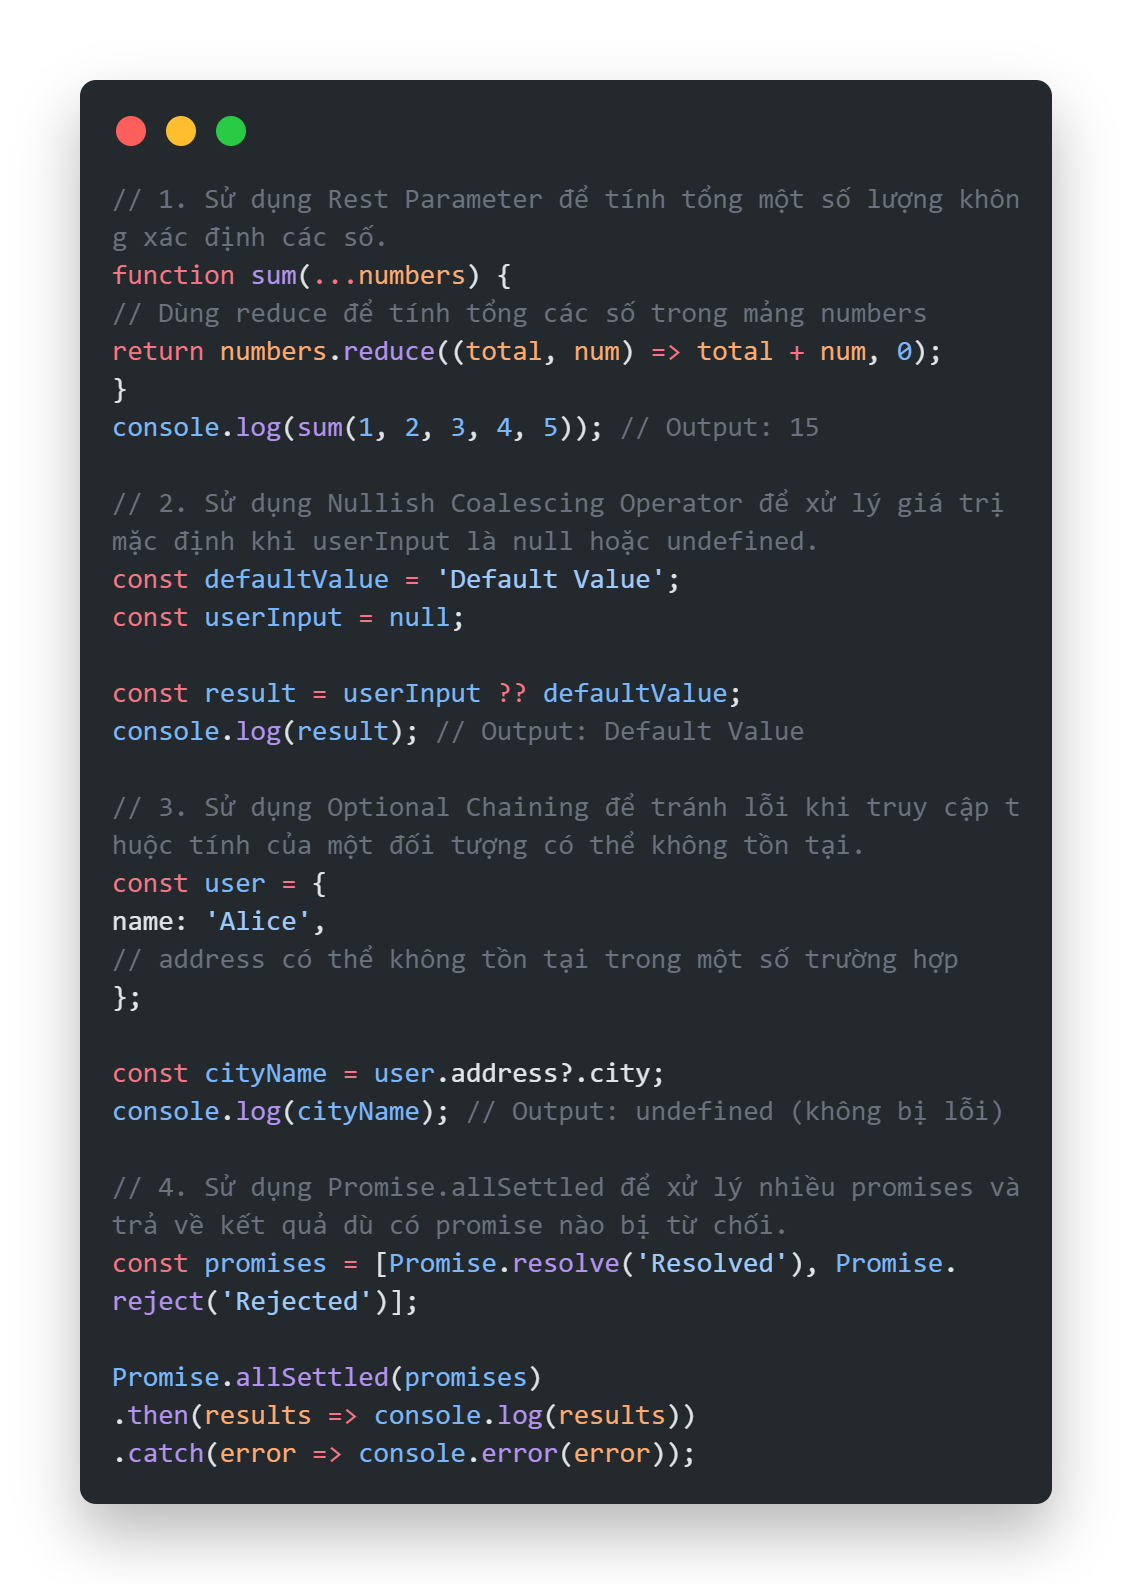 // 1. Sử dụng Rest Parameter để tính tổng một số lượng khôn
g xác định các số.
function sum(...numbers) {
// Dùng reduce để tính tổng các số trong mảng numbers
return numbers.reduce((total, num) => total + num, 0);
}
console.log(sum(1, 2, 3, 4, 5)); // Output: 15

// 2. Sử dụng Nullish Coalescing Operator để xử lý giá trị
mặc định khi userInput là null hoặc undefined.
const defaultValue = 'Default Value';
const userInput = null;

const result = userInput ?? defaultValue;
console.log(result); // Output: Default Value

// 3. Sử dụng Optional Chaining để tránh lỗi khi truy cập t
huộc tính của một đối tượng có thể không tồn tại.
const user = {
name: 'Alice',
// address có thể không tồn tại trong một số trường hợp
};

const cityName = user.address?.city;
console.log(cityName); // Output: undefined (không bị lỗi)

// 4. Sử dụng Promise.allSettled để xử lý nhiều promises và
trả về kết quả dù có promise nào bị từ chối.
const promises = [Promise.resolve('Resolved'), Promise.
reject('Rejected')];

Promise.allSettled(promises)
.then(results => console.log(results))
.catch(error => console.error(error));